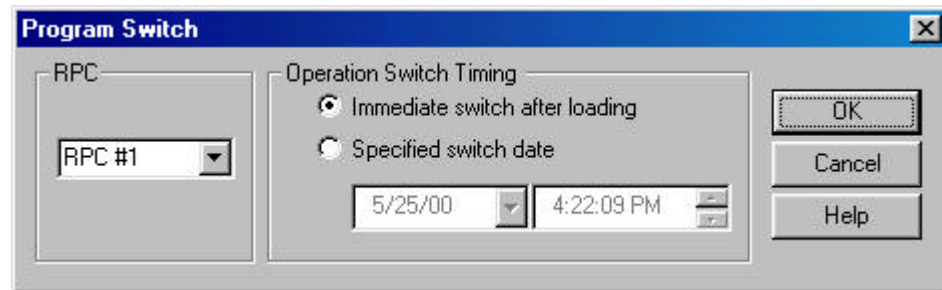 Program Switch
RPC
RPC #1
Operation Switch Timing
Immediate switch after loading
Specified switch date
5/25/00 4:22:09 PM
OK
Cancel
Help